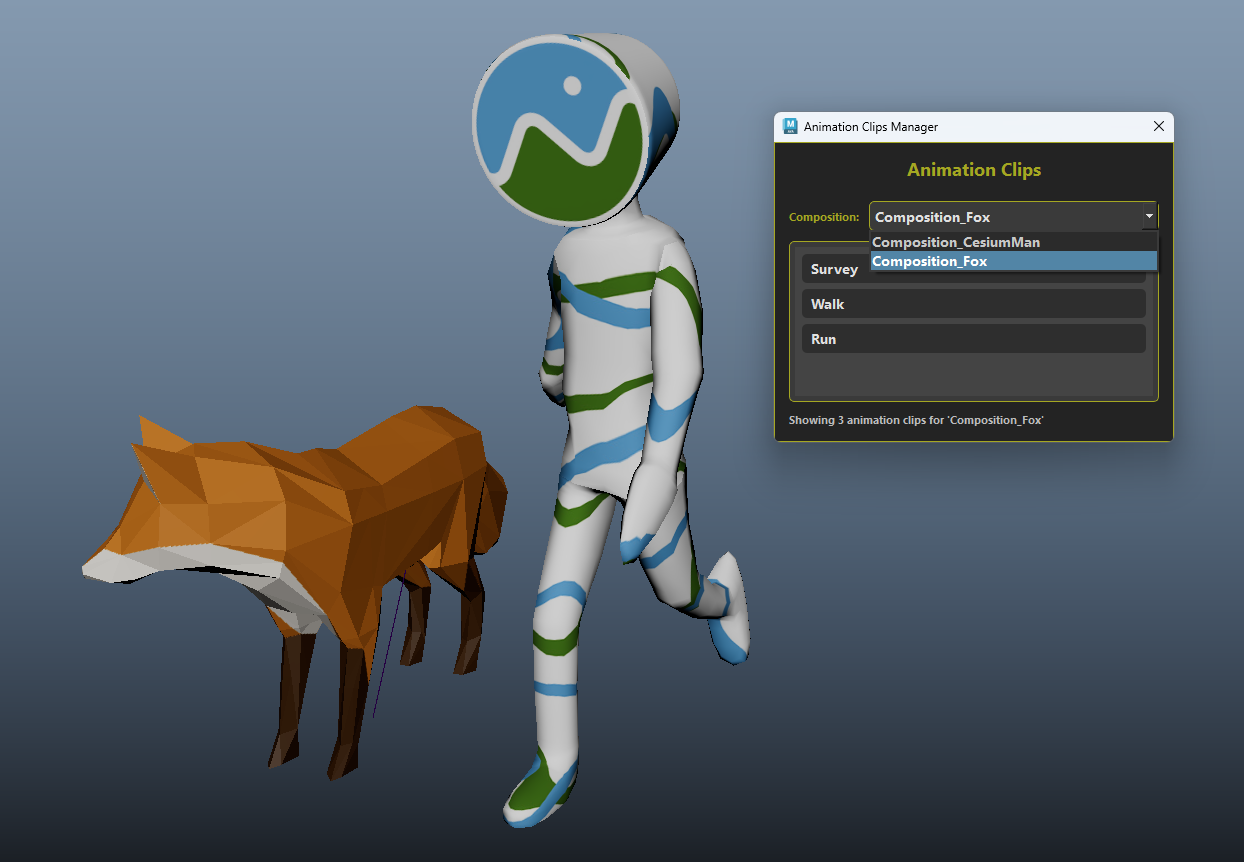 Animation Clips Manager
Animation Clips
Composition: Composition_Fox
Composition_CesiumMan
Composition_Fox
Survey
Walk
Run
Showing 3 animation clips for 'Composition_Fox'